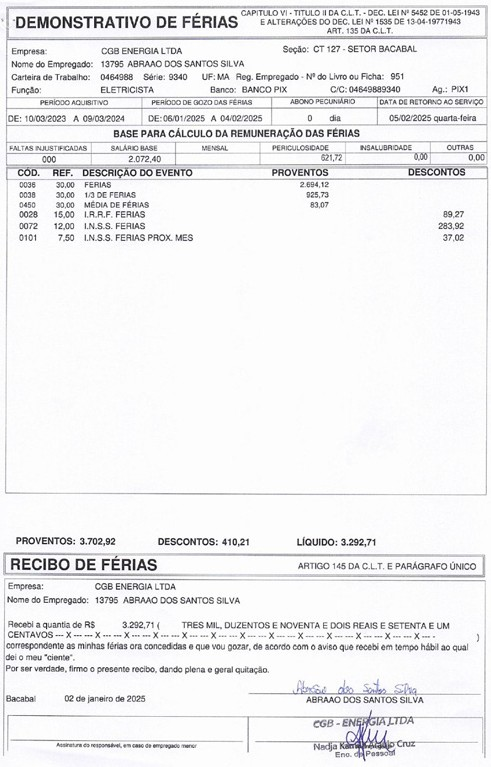 DEMONSTRATIVO DE FÉRIAS
CAPITULO VI - TITULO II DA C.L.T. - DEC. LEI Nº 5452 DE 01-05-1943
E ALTERAÇÕES DO DEC. LEI Nº 1535 DE 13-04-19771943
ART. 135 DA C.L.T.
Empresa: CGB ENERGIA LTDA Seção: CT 127 - SETOR BACABAL
Nome do Empregado: 13795 ABRAAO DOS SANTOS SILVA
Carteira de Trabalho: 0464988 Série: 9340 UF: MA Reg. Empregado - Nº do Livro ou Ficha: 951
Função: ELETRICISTA Banco: BANCO PIX C/C: 04649889340 Ag.: PIX1
PERÍODO AQUISITIVO PERÍODO DE GOZO DAS FÉRIAS ABONO PECUNIÁRIO DATA DE RETORNO AO SERVIÇO
DE: 10/03/2023 A 09/03/2024 DE: 06/01/2025 A 04/02/2025 0 dia 05/02/2025 quarta-feira
BASE PARA CÁLCULO DA REMUNERAÇÃO DAS FÉRIAS
FALTAS INJUSTIFICADAS SALÁRIO BASE MENSAL PERICULOSIDADE INSALUBRIDADE OUTRAS
000 2.072,40 621,72 0,00 0,00
CÓD. REF. DESCRIÇÃO DO EVENTO PROVENTOS DESCONTOS
0036 30,00 FERIAS 2.694,12
0038 30,00 1/3 DE FERIAS 925,73
0450 30,00 MÉDIA DE FÉRIAS 83,07
0028 15,00 I.R.R.F. FERIAS 89,27
0072 12,00 I.N.S.S. FERIAS 283,92
0101 7,50 I.N.S.S. FERIAS PROX. MES 37,02
PROVENTOS: 3.702,92 DESCONTOS: 410,21 LÍQUIDO: 3.292,71
RECIBO DE FÉRIAS ARTIGO 145 DA C.L.T. E PARÁGRAFO ÚNICO
Empresa: CGB ENERGIA LTDA
Nome do Empregado: 13795 ABRAAO DOS SANTOS SILVA
Recebi a quantia de R$ 3.292,71 ( TRES MIL, DUZENTOS E NOVENTA E DOIS REAIS E SETENTA E UM
CENTAVOS --- X --- X --- X --- X --- X --- X --- X --- X --- X --- X --- X --- X --- X --- X --- X --- )
correspondente as minhas férias ora concedidas e que vou gozar, de acordo com o aviso que recebi em tempo hábil ao qual
dei o meu "ciente".
Por ser verdade, firmo o presente recibo, dando plena e geral quitação.
Abraão dos Santos Silva
Bacabal 02 de janeiro de 2025 ABRAAO DOS SANTOS SILVA
CGB - ENERGIA LTDA
Nadja Cruz
Enc. de Pessoal
Assinatura do responsável, em caso de empregado menor